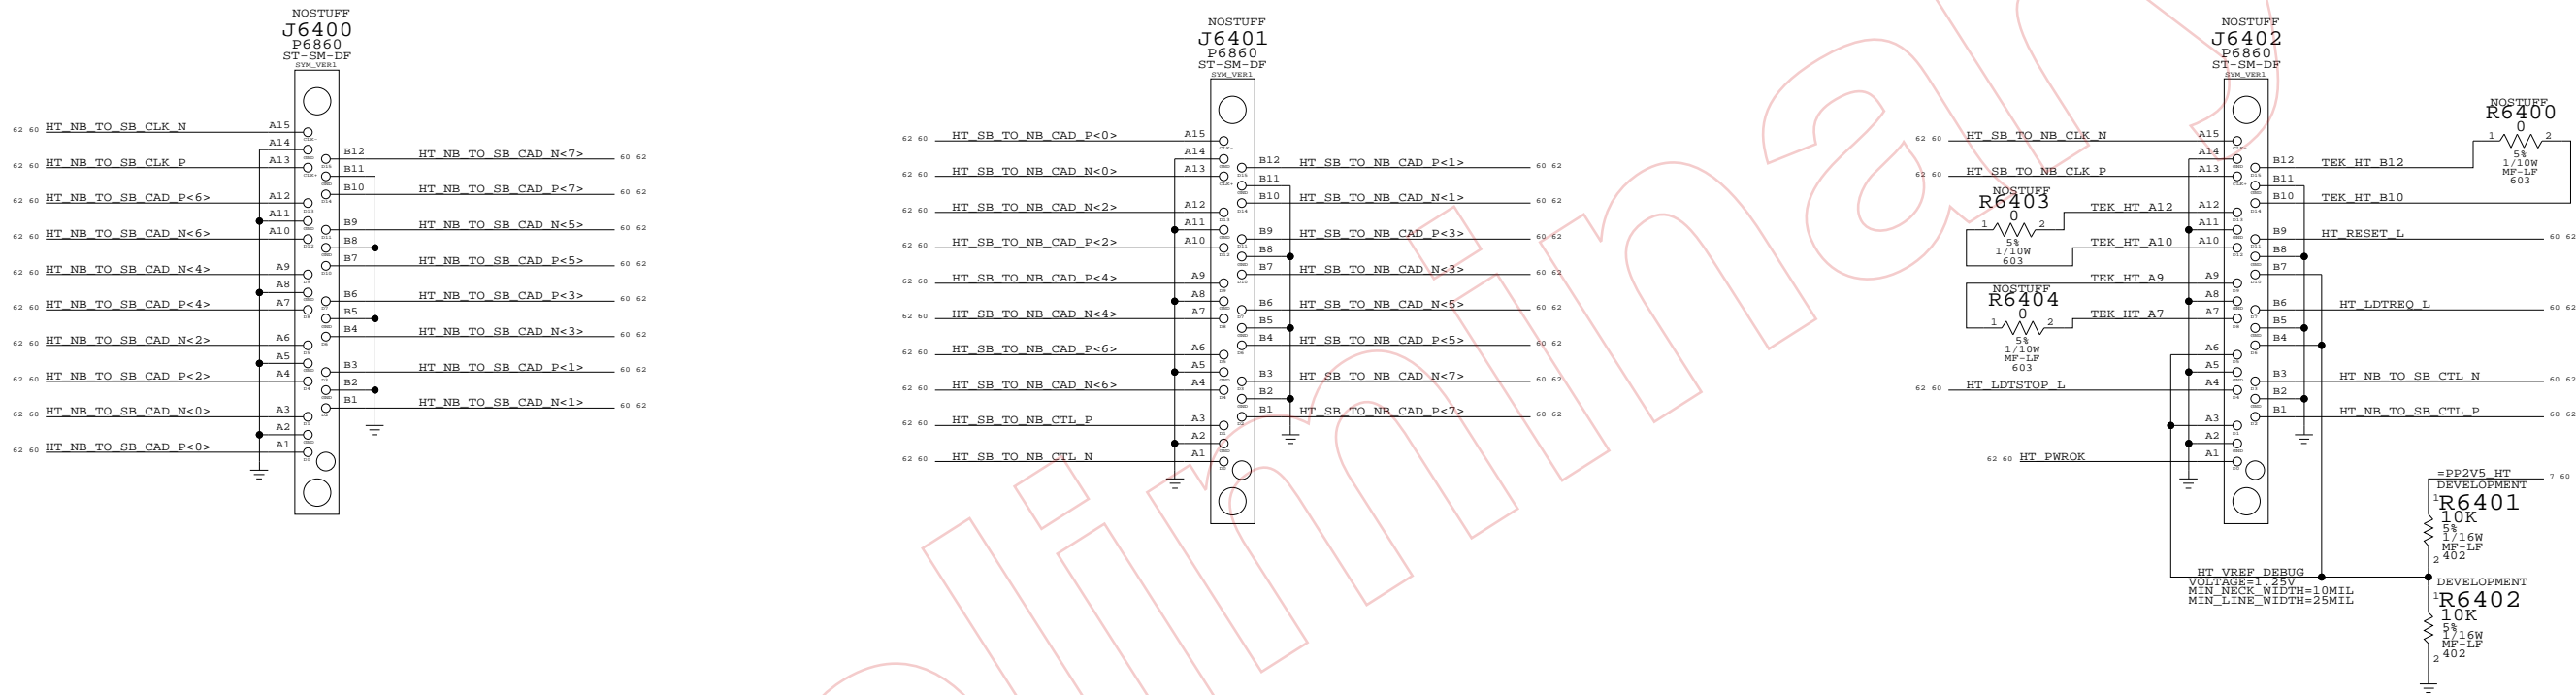 NOSTUFF
J6400
P6860
ST-SM-DF
SYM_VER1
62 60 HT_NB_TO_SB_CLK_N A15
A14
62 60 HT_NB_TO_SB_CLK_P A13
62 60 HT_NB_TO_SB_CAD_P<6> A12
A11
62 60 HT_NB_TO_SB_CAD_N<6> A10
62 60 HT_NB_TO_SB_CAD_N<4> A9
A8
62 60 HT_NB_TO_SB_CAD_P<4> A7
62 60 HT_NB_TO_SB_CAD_N<2> A6
A5
62 60 HT_NB_TO_SB_CAD_P<2> A4
62 60 HT_NB_TO_SB_CAD_N<0> A3
A2
62 60 HT_NB_TO_SB_CAD_P<0> A1
B12 HT_NB_TO_SB_CAD_N<7> 60 62
B11
B10 HT_NB_TO_SB_CAD_P<7> 60 62
B9 HT_NB_TO_SB_CAD_N<5> 60 62
B8
B7 HT_NB_TO_SB_CAD_P<5> 60 62
B6 HT_NB_TO_SB_CAD_P<3> 60 62
B5
B4 HT_NB_TO_SB_CAD_N<3> 60 62
B3 HT_NB_TO_SB_CAD_P<1> 60 62
B2
B1 HT_NB_TO_SB_CAD_N<1> 60 62
NOSTUFF
J6401
P6860
ST-SM-DF
SYM_VER1
62 60 HT_SB_TO_NB_CAD_P<0> A15
A14
62 60 HT_SB_TO_NB_CAD_N<0> A13
62 60 HT_SB_TO_NB_CAD_N<2> A12
A11
62 60 HT_SB_TO_NB_CAD_P<2> A10
62 60 HT_SB_TO_NB_CAD_P<4> A9
A8
62 60 HT_SB_TO_NB_CAD_N<4> A7
62 60 HT_SB_TO_NB_CAD_P<6> A6
A5
62 60 HT_SB_TO_NB_CAD_N<6> A4
62 60 HT_SB_TO_NB_CTL_P A3
A2
62 60 HT_SB_TO_NB_CTL_N A1
B12 HT_SB_TO_NB_CAD_P<1> 60 62
B11
B10 HT_SB_TO_NB_CAD_N<1> 60 62
B9 HT_SB_TO_NB_CAD_P<3> 60 62
B8
B7 HT_SB_TO_NB_CAD_N<3> 60 62
B6 HT_SB_TO_NB_CAD_N<5> 60 62
B5
B4 HT_SB_TO_NB_CAD_P<5> 60 62
B3 HT_SB_TO_NB_CAD_N<7> 60 62
B2
B1 HT_SB_TO_NB_CAD_P<7> 60 62
NOSTUFF
J6402
P6860
ST-SM-DF
SYM_VER1
62 60 HT_SB_TO_NB_CLK_N A15
A14
62 60 HT_SB_TO_NB_CLK_P A13
NOSTUFF
R6403
0
1 2
5%
1/10W
603
TEK_HT_A12 A12
A11
TEK_HT_A10 A10
TEK_HT_A9 A9
A8
NOSTUFF
R6404
0
1 2
5%
1/10W
MF-LF
603
TEK_HT_A7 A7
A6
A5
62 60 HT_LDTSTOP_L A4
A3
A2
62 60 HT_PWROK A1
B12 TEK_HT_B12
B11
B10 TEK_HT_B10
NOSTUFF
R6400
0
1 2
5%
1/10W
MF-LF
603
B9 HT_RESET_L 60 62
B8
B7
B6 HT_LDTREQ_L 60 62
B5
B4
B3 HT_NB_TO_SB_CTL_N 60 62
B2
B1 HT_NB_TO_SB_CTL_P 60 62
=PP2V5_HT 7 60
DEVELOPMENT
1 R6401
10K
5%
1/16W
MF-LF
2 402
HT_VREF_DEBUG
VOLTAGE=1.25V
MIN_NECK_WIDTH=10MIL
MIN_LINE_WIDTH=25MIL
DEVELOPMENT
1 R6402
10K
5%
1/16W
MF-LF
2 402